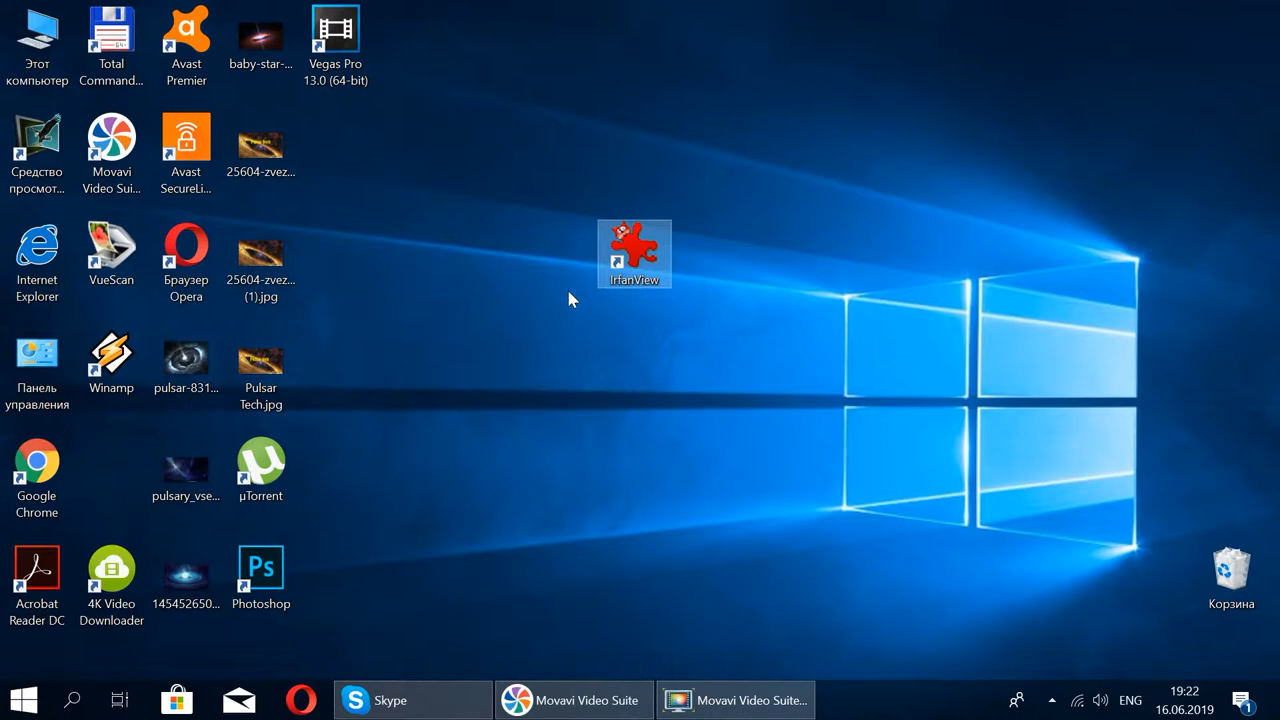 Этот
компьютер
Total
Command...
Avast
Premier
baby-star-...
Vegas Pro
13.0 (64-bit)
Средство
просмот...
Movavi
Video Sui...
Avast
SecureLi...
25604-zvez...
Internet
Explorer
VueScan
Браузер
Opera
25604-zvez...
(1).jpg
IrfanView
Панель
управления
Winamp
pulsar-831...
Pulsar
Tech.jpg
Google
Chrome
pulsary_vse...
µTorrent
Acrobat
Reader DC
4K Video
Downloader
145452650...
Ps
Photoshop
Корзина
Skype
Movavi Video Suite
Movavi Video Suite...
ENG
19:22
16.06.2019
1